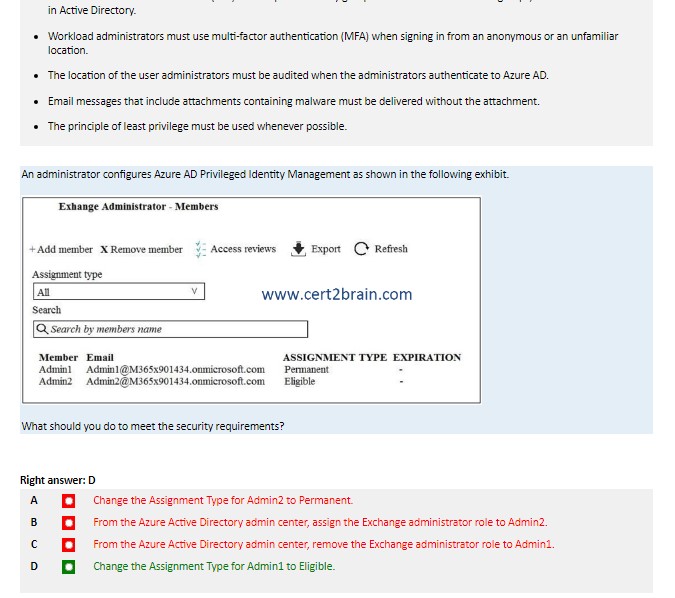 in Active Directory.
• Workload administrators must use multi-factor authentication (MFA) when signing in from an anonymous or an unfamiliar
location.
• The location of the user administrators must be audited when the administrators authenticate to Azure AD.
• Email messages that include attachments containing malware must be delivered without the attachment.
• The principle of least privilege must be used whenever possible.
An administrator configures Azure AD Privileged Identity Management as shown in the following exhibit.
Exhange Administrator - Members
+ Add member X Remove member Access reviews Export Refresh
Assignment type
All V
www.cert2brain.com
Search
Search by members name
Member Email ASSIGNMENT TYPE EXPIRATION
Admin1 Admin1@M365x901434.onmicrosoft.com Permanent -
Admin2 Admin2@M365x901434.onmicrosoft.com Eligible -
What should you do to meet the security requirements?
Right answer: D
A Change the Assignment Type for Admin2 to Permanent.
B From the Azure Active Directory admin center, assign the Exchange administrator role to Admin2.
C From the Azure Active Directory admin center, remove the Exchange administrator role to Admin1.
D Change the Assignment Type for Admin1 to Eligible.